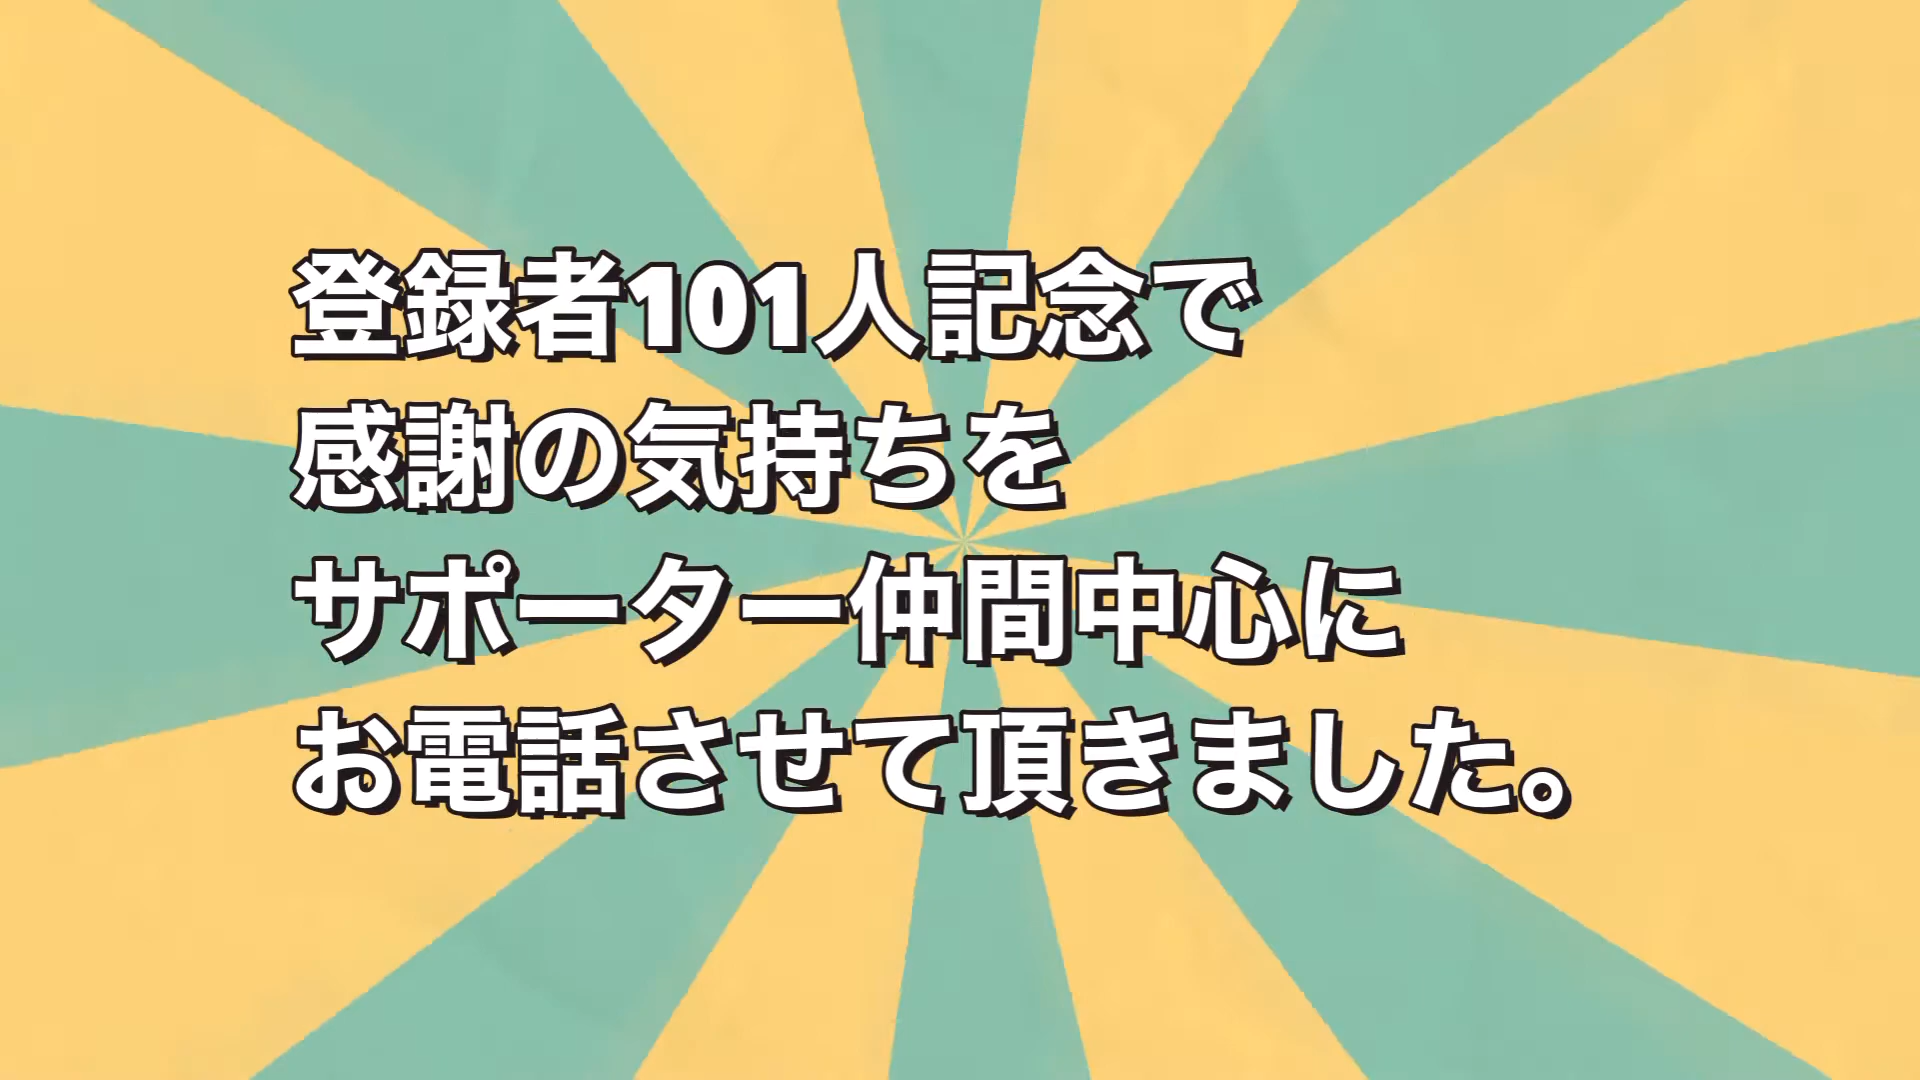 登録者101人記念で
感謝の気持ちを
サポーター仲間中心に
お電話させて頂きました。